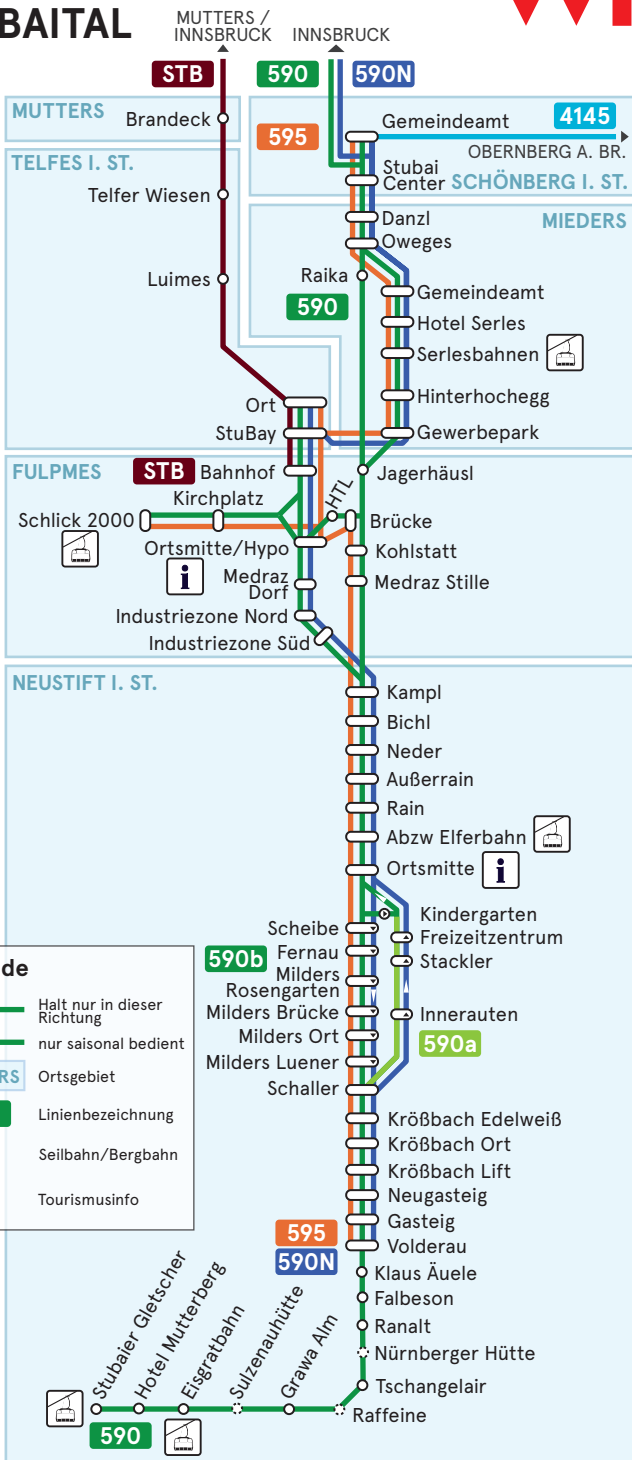 BAITAL
MUTTERS /
INNSBRUCK
INNSBRUCK
STB
590
590N
MUTTERS
Brandeck
595
Gemeindeamt
4145
OBERNBERG A. BR.
TELFES I. ST.
Stubai
Center
SCHÖNBERG I. ST.
Telfer Wiesen
Danzl
MIEDERS
Oweges
Luimes
Raika
590
Gemeindeamt
Hotel Serles
Serlesbahnen
Hinterhochegg
Ort
StuBay
Gewerbepark
FULPMES
STB
Bahnhof
Jagerhäusl
Kirchplatz
HTL
Schlick 2000
Brücke
Ortsmitte/Hypo
Kohlstatt
i
Medraz
Dorf
Medraz Stille
Industriezone Nord
Industriezone Süd
NEUSTIFT I. ST.
Kampl
Bichl
Neder
Außerrain
Rain
Abzw Elferbahn
Ortsmitte
i
Kindergarten
Scheibe
Freizeitzentrum
590b
Fernau
Stackler
Milders
Rosengarten
Milders Brücke
Innerauten
Milders Ort
590a
Milders Luener
Schaller
de
Halt nur in dieser
Richtung
nur saisonal bedient
RS
Ortsgebiet
Linienbezeichnung
Seilbahn/Bergbahn
Tourismusinfo
Krößbach Edelweiß
Krößbach Ort
Krößbach Lift
Neugasteig
Gasteig
595
590N
Volderau
Klaus Äuele
Falbeson
Ranalt
Nürnberger Hütte
Tschangelair
Raffeine
Grawa Alm
Sulzenauhütte
Eisgratbahn
Hotel Mutterberg
Stubaier Gletscher
590